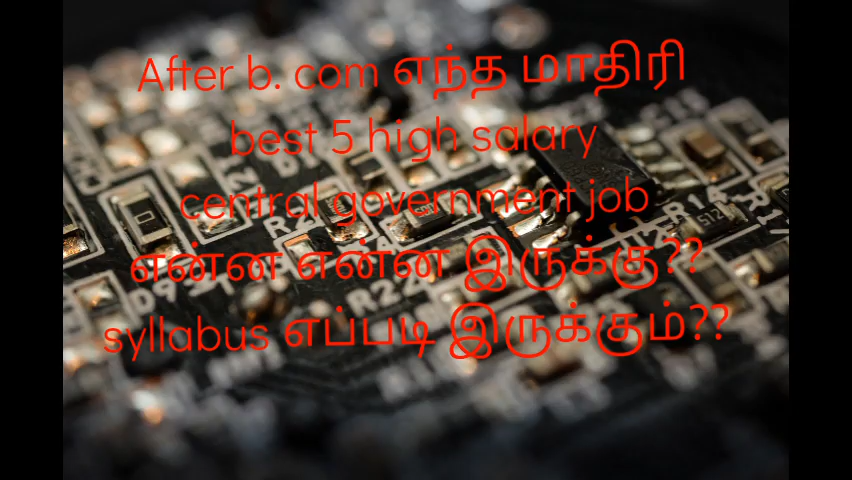 After b. com எந்த மாதிரி
best 5 high salary
central government job
என்ன என்ன இருக்கு??
syllabus எப்படி இருக்கும்??